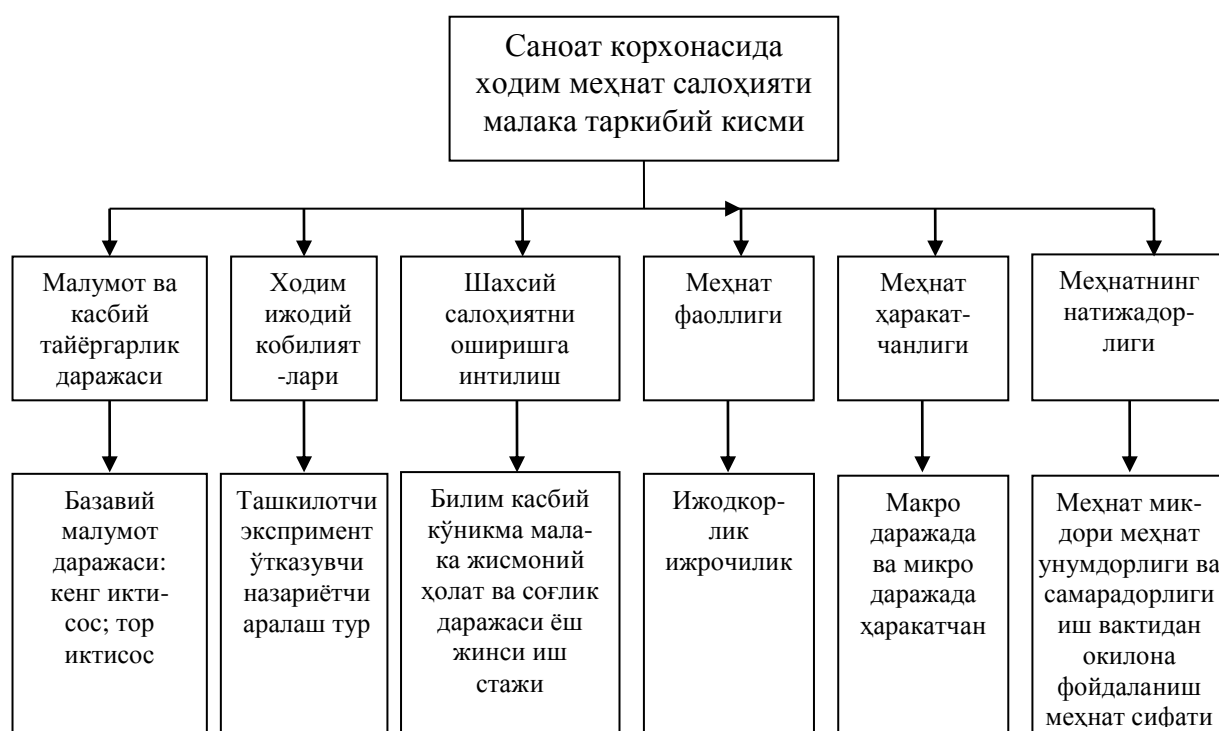 Саноат корхонасида
ходим меҳнат салоҳияти
малака таркибий кисми
Малумот ва
касбий
тайёргарлик
даражаси
Ходим
ижодий
кобилият
-лари
Шахсий
салоҳиятни
оширишга
интилиш
Меҳнат
фаоллиги
Меҳнат
ҳаракат-
чанлиги
Меҳнатнинг
натижадор-
лиги
Базавий
малумот
даражаси:
кенг икти-
сос; тор
иктисос
Ташкилотчи
экспримент
ўтказувчи
назариётчи
аралаш тур
Билим касбий
кўникма мала-
ка жисмоний
ҳолат ва соғлик
даражаси ёш
жинси иш
стажи
Ижодкор-
лик
ижрочилик
Макро
даражада
ва микро
даражада
ҳаракатчан
Меҳнат мик-
дори меҳнат
унумдорлиги ва
самарадорлиги
иш вактидан
окилона
фойдаланиш
меҳнат сифати